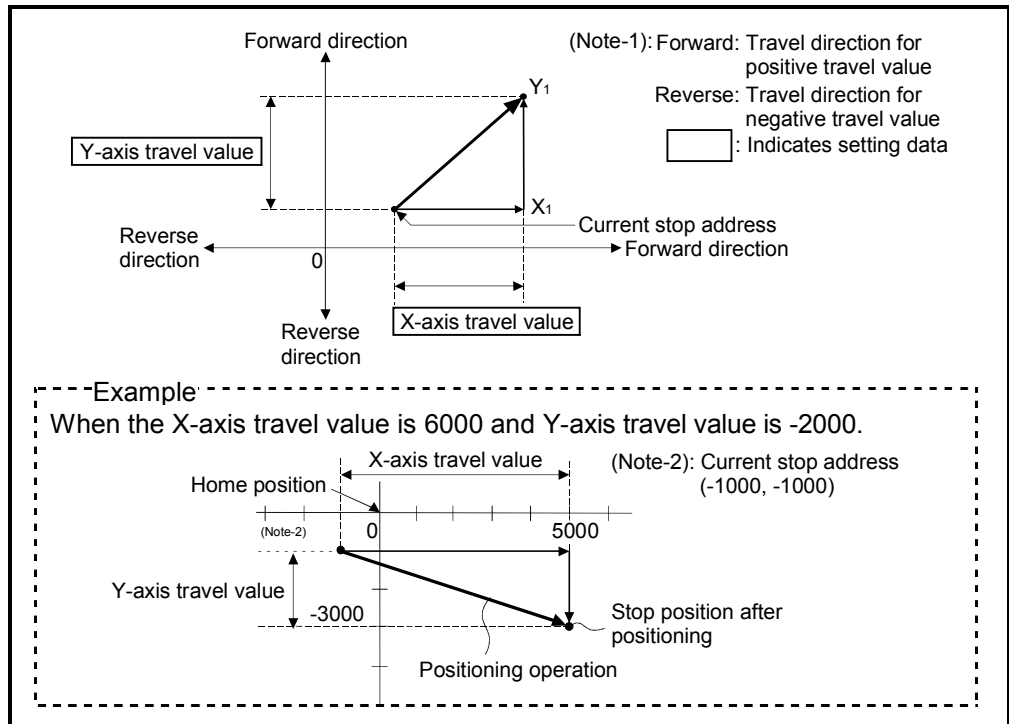 Forward direction
(Note-1): Forward: Travel direction for
positive travel value
Reverse: Travel direction for
negative travel value
: Indicates setting data
Y1
Y-axis travel value
X1
Current stop address
Reverse
direction
0
Forward direction
X-axis travel value
Reverse
direction
Example
When the X-axis travel value is 6000 and Y-axis travel value is -2000.
X-axis travel value
(Note-2): Current stop address
(-1000, -1000)
Home position
(Note-2)
0
5000
Y-axis travel value
-3000
Stop position after
positioning
Positioning operation